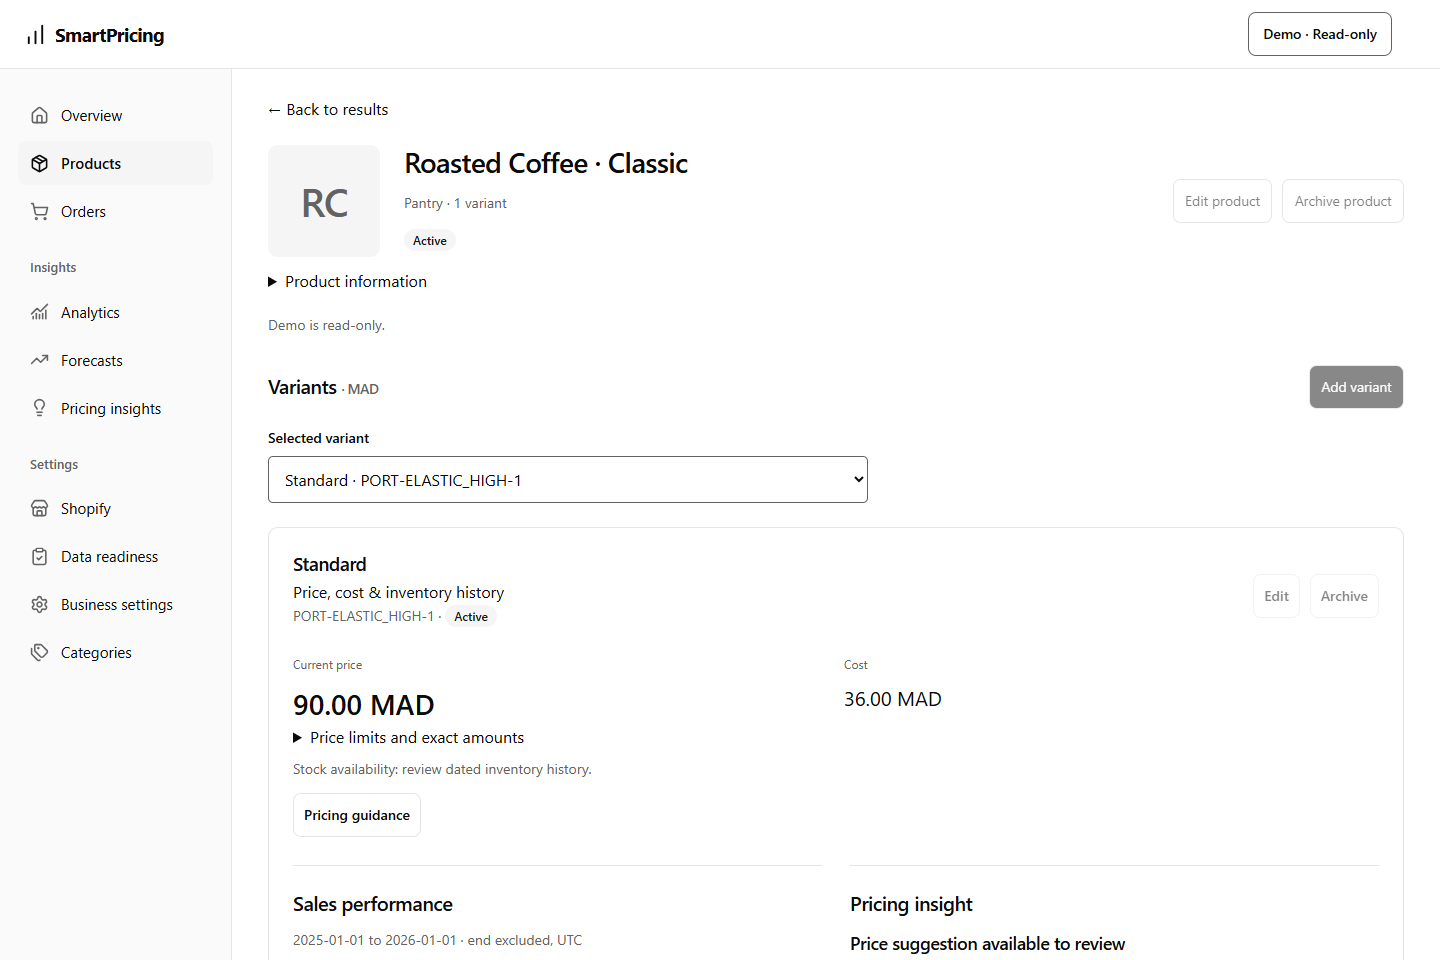 SmartPricing
Demo · Read-only
Overview
Products
Orders
Insights
Analytics
Forecasts
Pricing insights
Settings
Shopify
Data readiness
Business settings
Categories
← Back to results
RC
Roasted Coffee · Classic
Pantry · 1 variant
Active
Edit product
Archive product
Product information
Demo is read-only.
Variants · MAD
Add variant
Selected variant
Standard · PORT-ELASTIC_HIGH-1
Standard
Price, cost & inventory history
PORT-ELASTIC_HIGH-1 · Active
Edit
Archive
Current price
90.00 MAD
Cost
36.00 MAD
Price limits and exact amounts
Stock availability: review dated inventory history.
Pricing guidance
Sales performance
2025-01-01 to 2026-01-01 · end excluded, UTC
Pricing insight
Price suggestion available to review